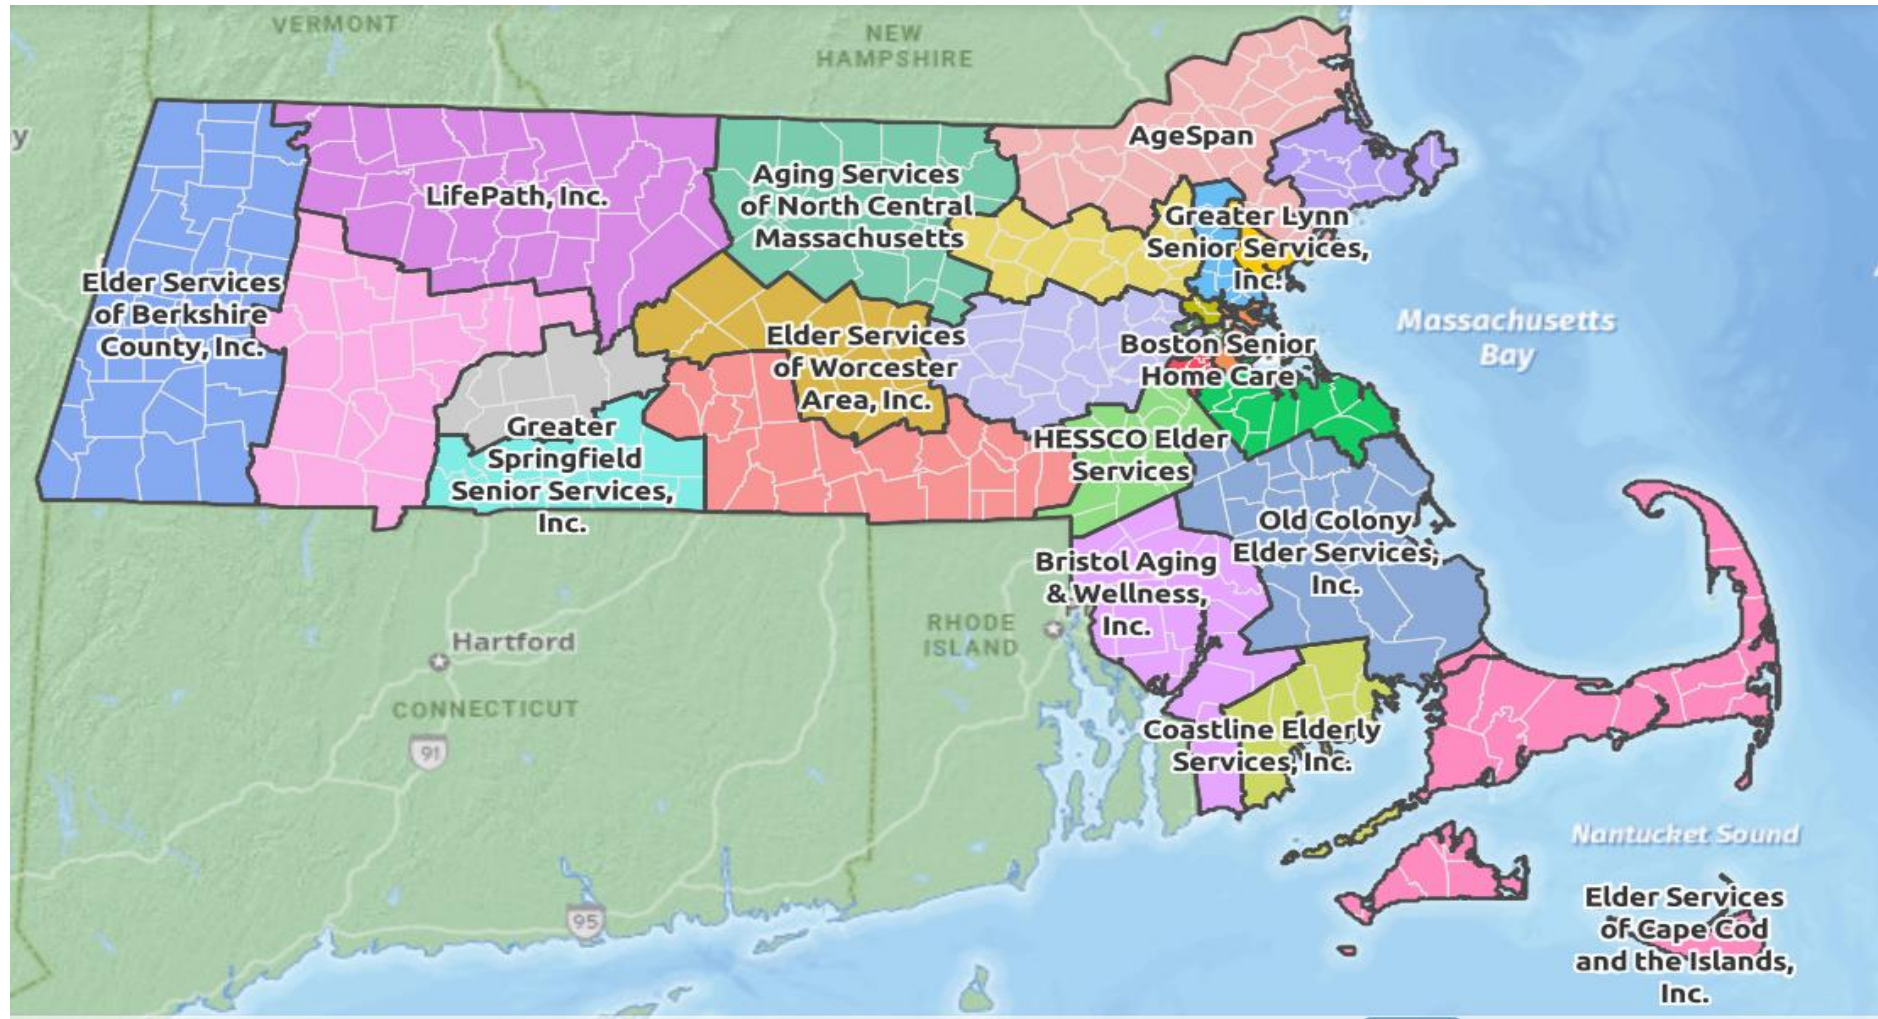 VERMONT
NEW
HAMPSHIRE
y
AgeSpan
Aging Services
of North Central
Massachusetts
LifePath, Inc.
Greater Lynn
Senior Services,
Inc.
Elder Services
of Berkshire
County, Inc.
Massachusetts
Bay
Elder Services
of Worcester
Area, Inc.
Boston Senior
Home Care
Greater
Springfield
Senior Services,
Inc.
HESSCO Elder
Services
Old Colony
Elder Services,
Inc.
Bristol Aging
& Wellness,
Inc.
RHODE
ISLAND
Hartford
CONNECTICUT
91
Coastline Elderly
Services, Inc.
Nantucket Sound
95
Elder Services
of Cape Cod
and the Islands,
Inc.